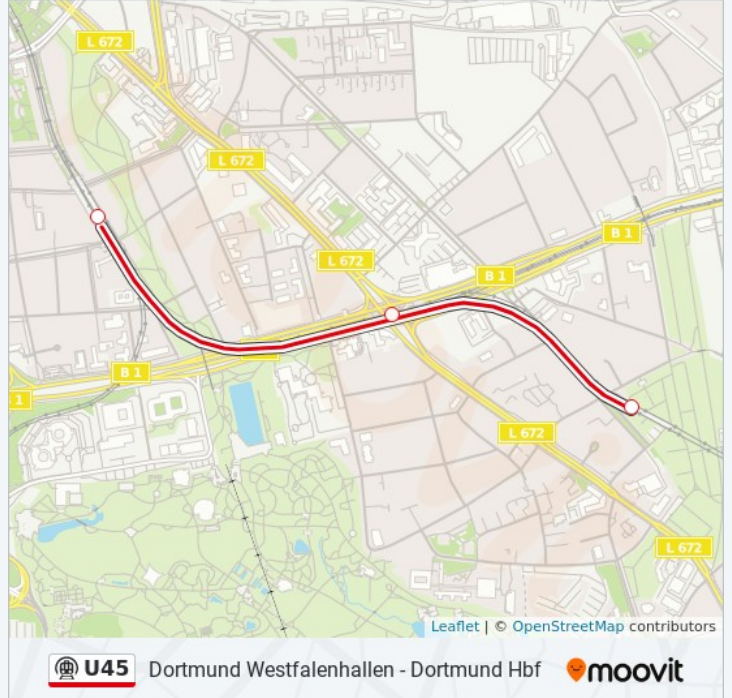 L 672
L 672
B 1
L 672
B 1
B 1
1
L 672
L 672
Leaflet | © OpenStreetMap contributors
U45 Dortmund Westfalenhallen - Dortmund Hbf moovit